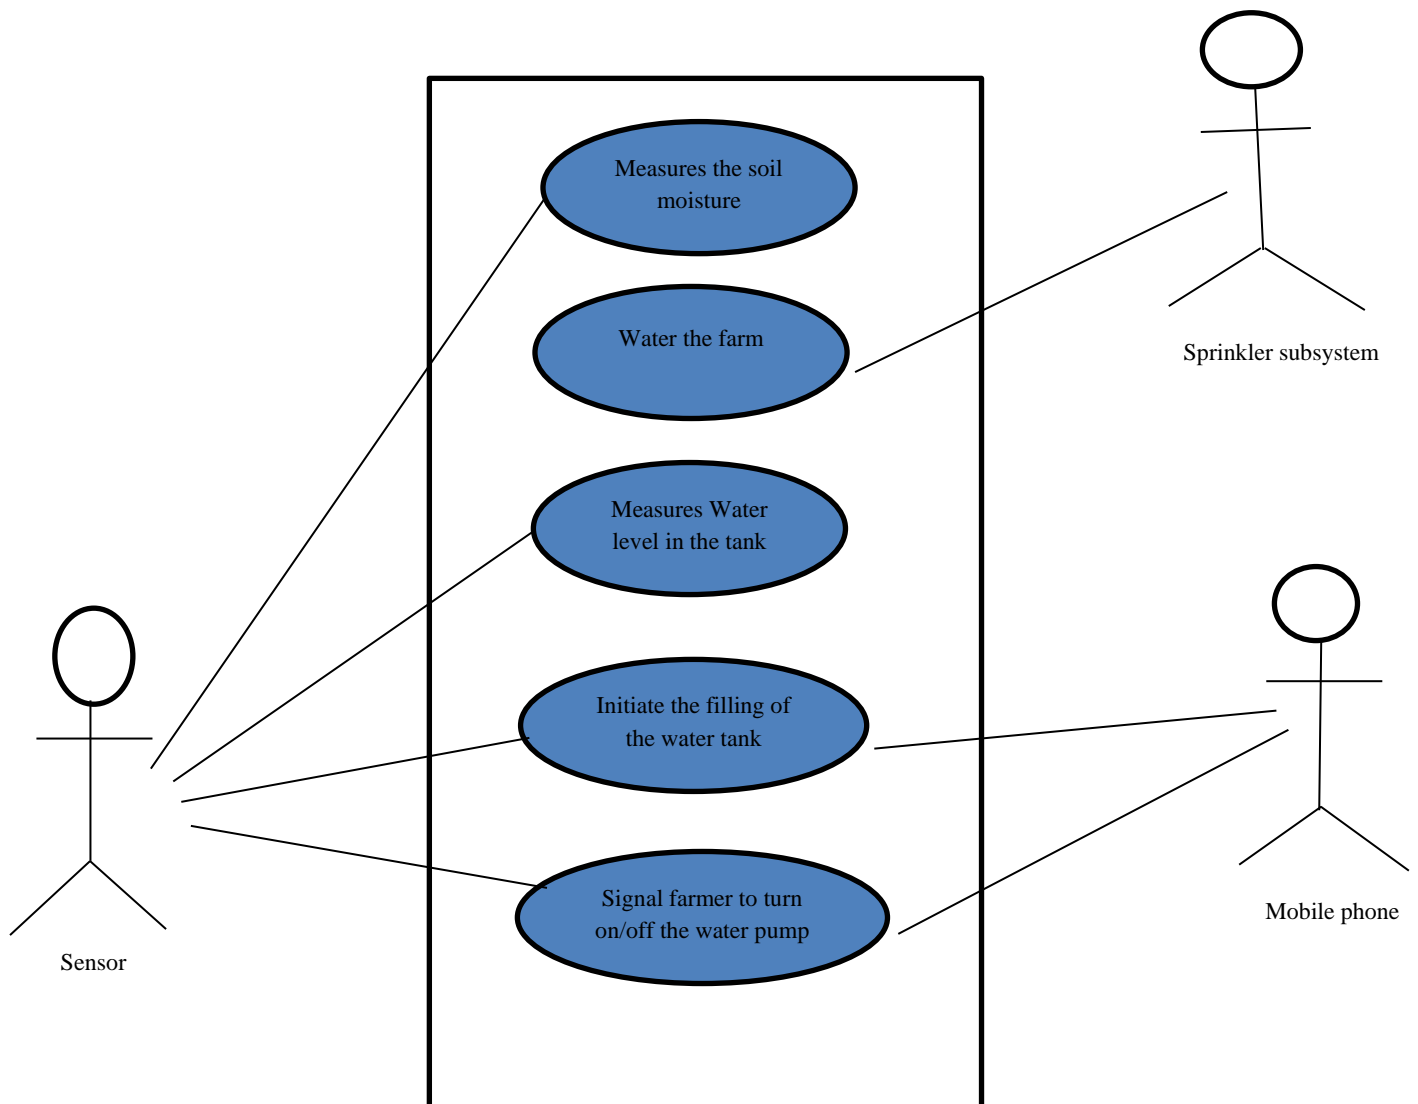 Measures the soil
moisture
Water the farm
Sprinkler subsystem
Measures Water
level in the tank
Initiate the filling of
the water tank
Signal farmer to turn
on/off the water pump
Mobile phone
Sensor